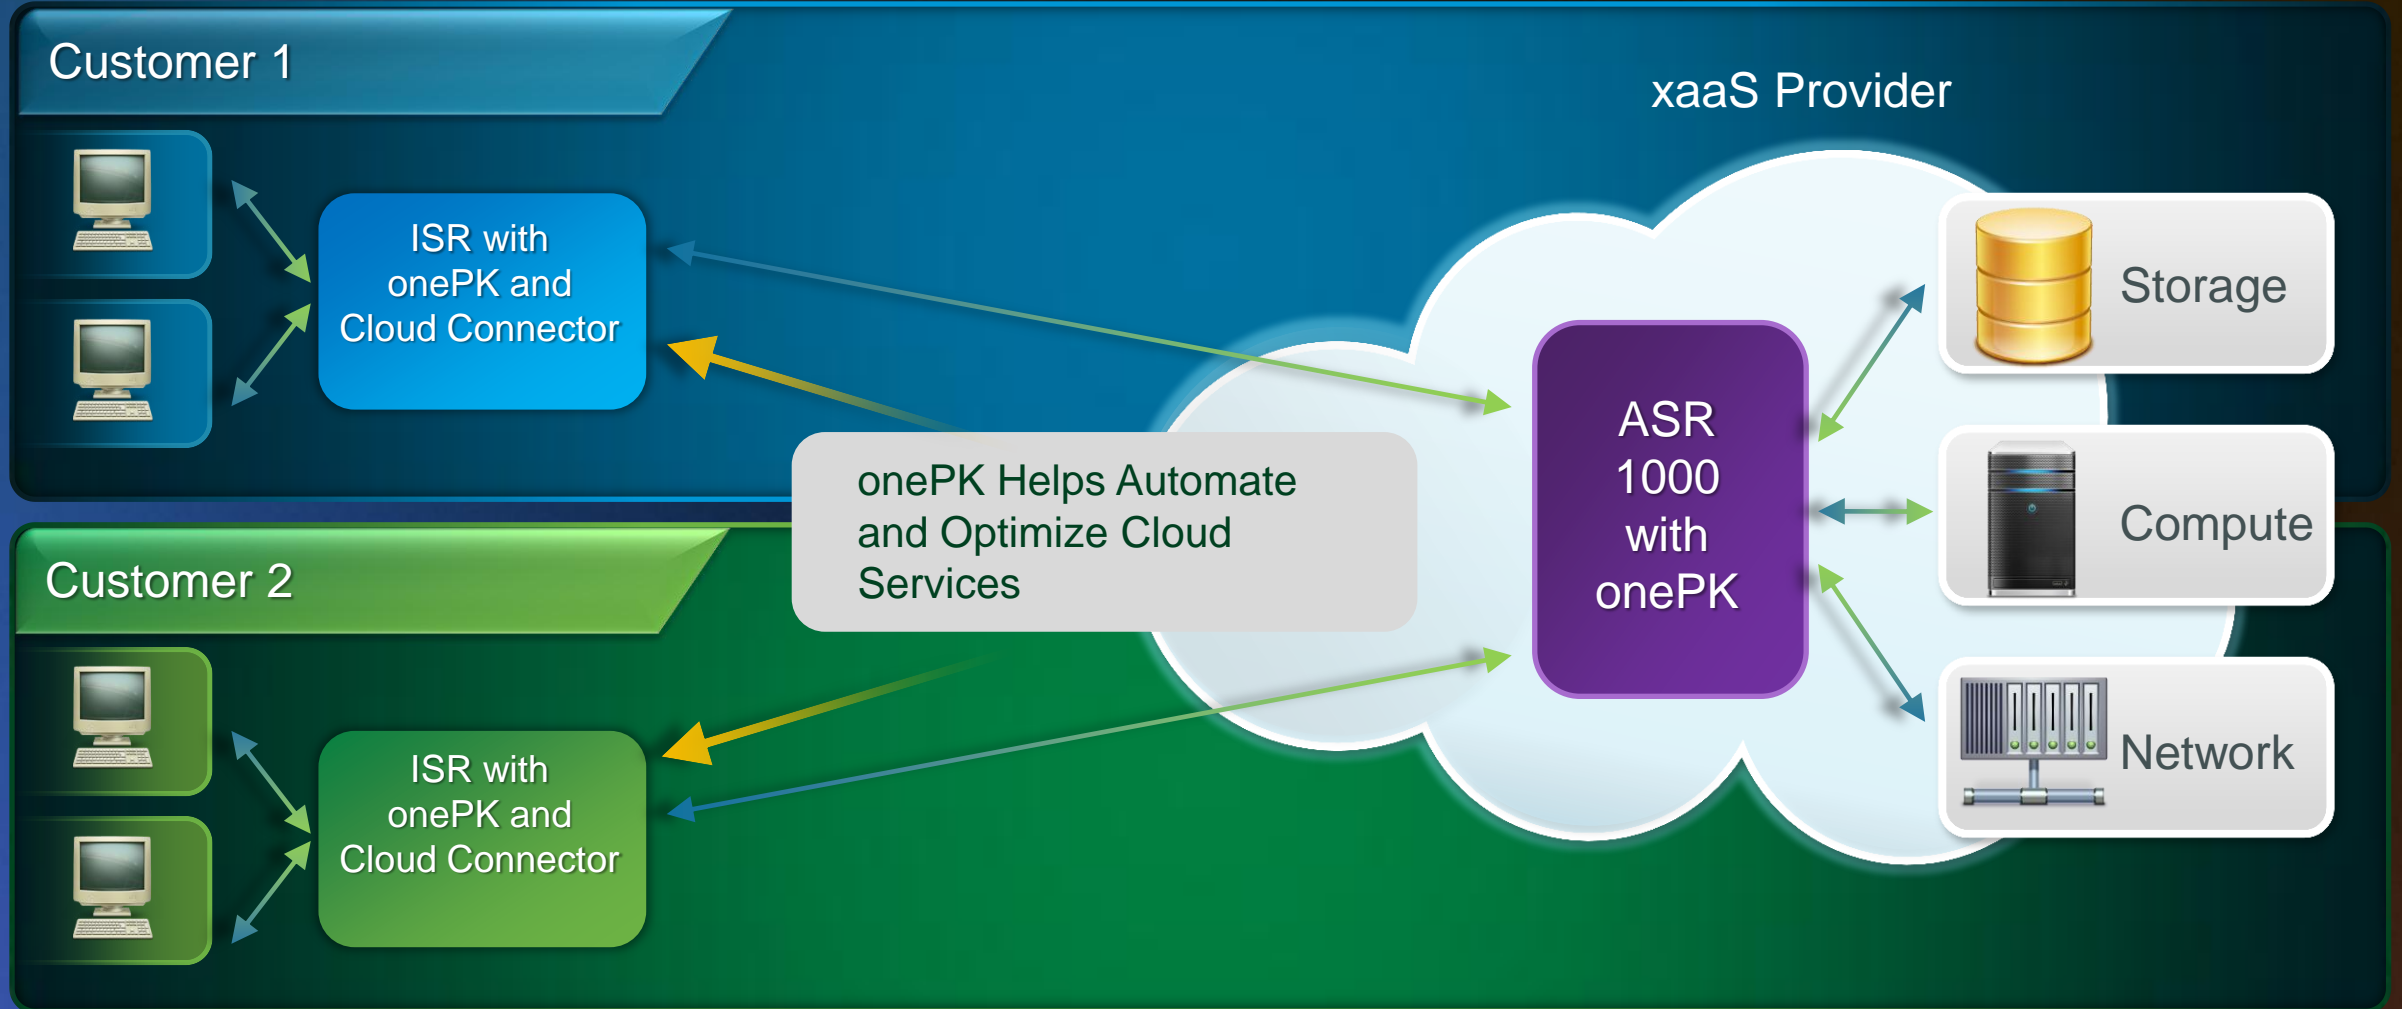 Customer 1
ISR with
onePK and
Cloud Connector
xaaS Provider
onePK Helps Automate
and Optimize Cloud
Services
ASR
1000
with
onePK
Storage
Compute
Network
Customer 2
ISR with
onePK and
Cloud Connector